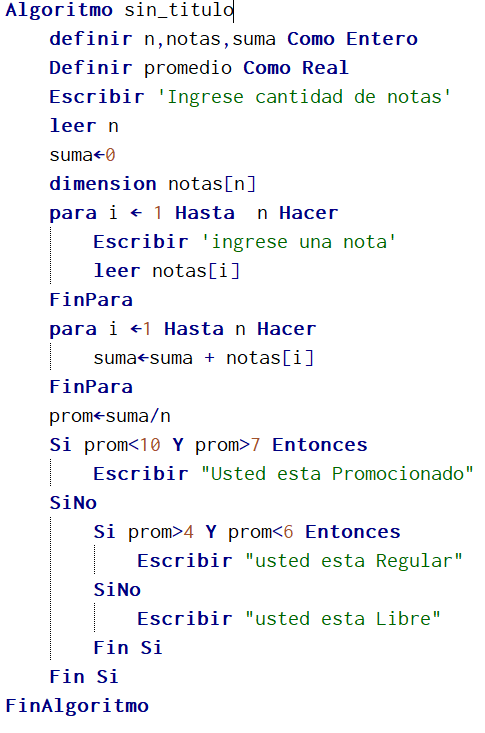 Algoritmo sin_titulo
definir n,notas,suma Como Entero
Definir promedio Como Real
Escribir 'Ingrese cantidad de notas'
leer n
suma←0
dimension notas[n]
para i ← 1 Hasta  n Hacer
Escribir 'ingrese una nota'
leer notas[i]
FinPara
para i ←1 Hasta n Hacer
suma←suma + notas[i]
FinPara
prom←suma/n
Si prom<10 Y prom>7 Entonces
Escribir "Usted esta Promocionado"
SiNo
Si prom>4 Y prom<6 Entonces
Escribir "usted esta Regular"
SiNo
Escribir "usted esta Libre"
Fin Si
Fin Si
FinAlgoritmo